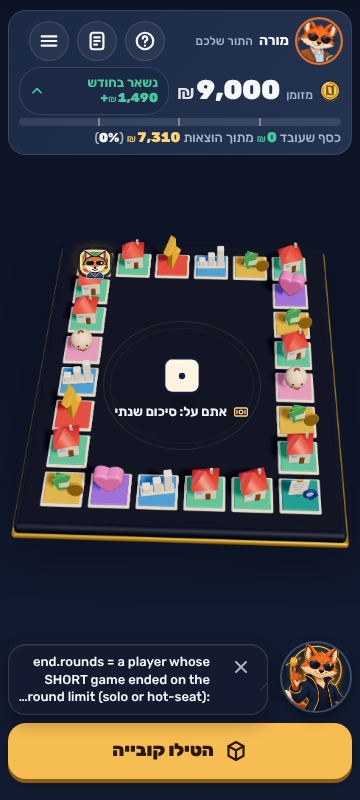 מורה התור שלכם
מזומן 9,000 ₪
נשאר בחודש
+₪1,490
כסף שעובד ₪0 מתוך הוצאות 7,310 ₪ (0%)
אתם על: סיכום שנתי
end.rounds = a player whose
SHORT game ended on the
round limit (solo or hot-seat):...
הטילו קובייה